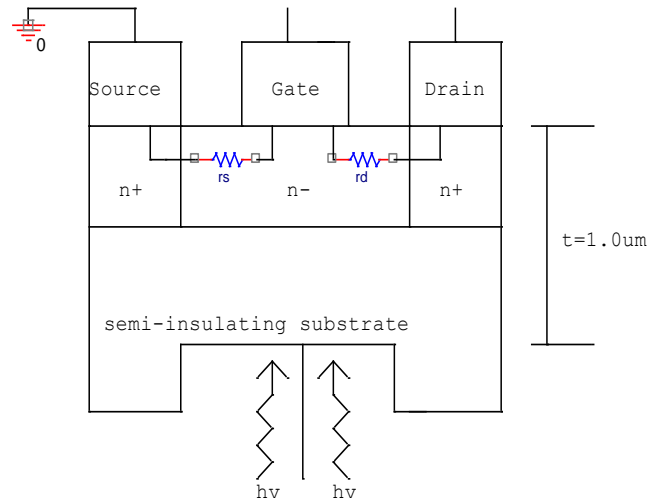 0
Source Gate Drain
rs rd
n+ n- n+
t=1.0um
semi-insulating substrate
hv hv